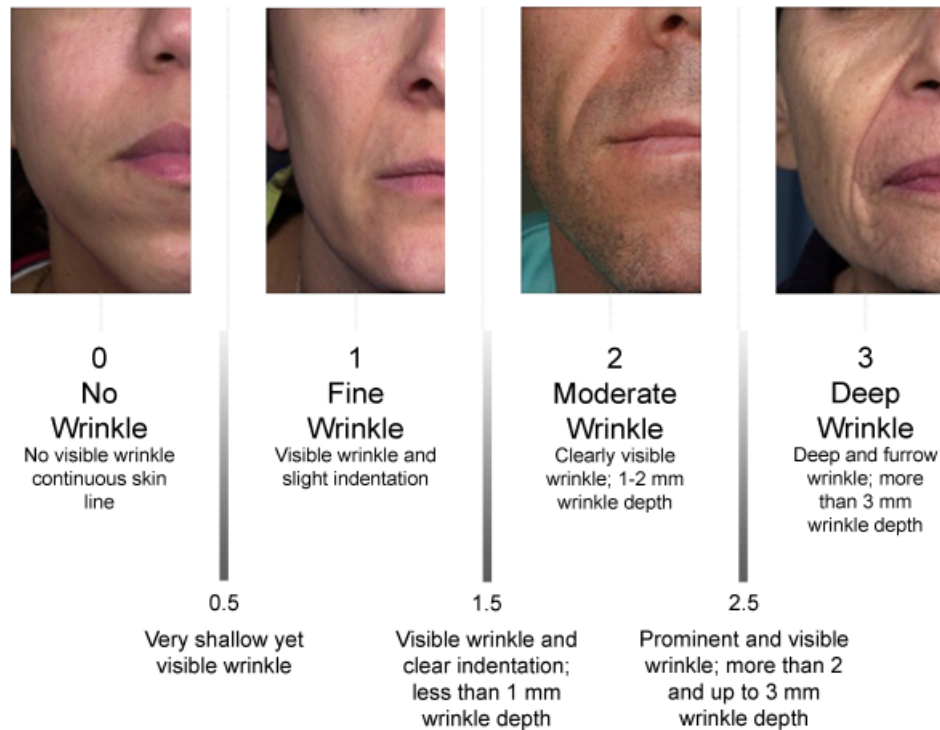 0
No
Wrinkle
No visible wrinkle
continuous skin
line
1
Fine
Wrinkle
Visible wrinkle and
slight indentation
2
Moderate
Wrinkle
Clearly visible
wrinkle; 1-2 mm
wrinkle depth
3
Deep
Wrinkle
Deep and furrow
wrinkle; more
than 3 mm
wrinkle depth
0.5
Very shallow yet
visible wrinkle
1.5
Visible wrinkle and
clear indentation;
less than 1 mm
wrinkle depth
2.5
Prominent and visible
wrinkle; more than 2
and up to 3 mm
wrinkle depth